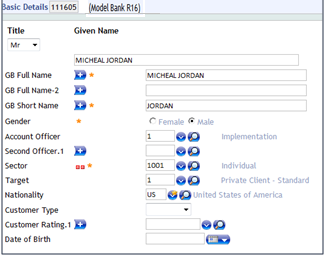 Basic Details 111605 (Model Bank R16)
Title Given Name
Mr
MICHEAL JORDAN
GB Full Name MICHEAL JORDAN
GB Full Name-2
GB Short Name JORDAN
Gender Female Male
Account Officer 1 Implementation
Second Officer.1
Sector 1001 Individual
Target 1 Private Client - Standard
Nationality US United States of America
Customer Type
Customer Rating.1
Date of Birth